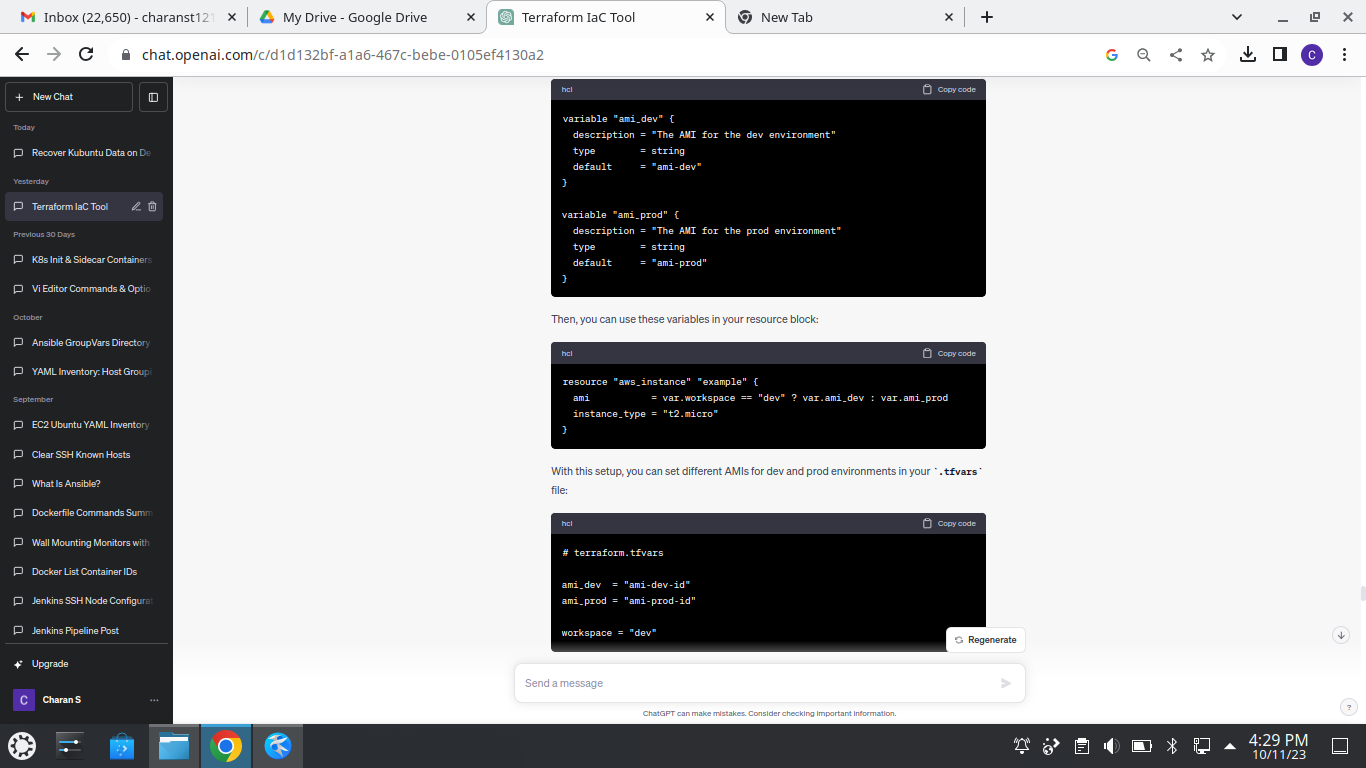 Inbox (22,650) - charanst121
My Drive - Google Drive
Terraform IaC Tool
New Tab
chat.openai.com/c/d1d132bf-a1a6-467c-bebe-0105ef4130a2
C
New Chat
Today
Recover Kubuntu Data on De
Yesterday
Terraform IaC Tool
Previous 30 Days
K8s Init & Sidecar Containers
Vi Editor Commands & Optio
October
Ansible GroupVars Directory
YAML Inventory: Host Groupi
September
EC2 Ubuntu YAML Inventory
Clear SSH Known Hosts
What Is Ansible?
Dockerfile Commands Summ
Wall Mounting Monitors with
Docker List Container IDs
Jenkins SSH Node Configurat
Jenkins Pipeline Post
Upgrade
C Charan S
hcl Copy code
variable "ami_dev" {
description = "The AMI for the dev environment"
type = string
default = "ami-dev"
}
variable "ami_prod" {
description = "The AMI for the prod environment"
type = string
default = "ami-prod"
}
Then, you can use these variables in your resource block:
hcl Copy code
resource "aws_instance" "example" {
ami = var.workspace == "dev" ? var.ami_dev : var.ami_prod
instance_type = "t2.micro"
}
With this setup, you can set different AMIs for dev and prod environments in your `.tfvars`
file:
hcl Copy code
# terraform.tfvars
ami_dev = "ami-dev-id"
ami_prod = "ami-prod-id"
workspace = "dev"
Regenerate
Send a message
ChatGPT can make mistakes. Consider checking important information.
?
4:29 PM
10/11/23